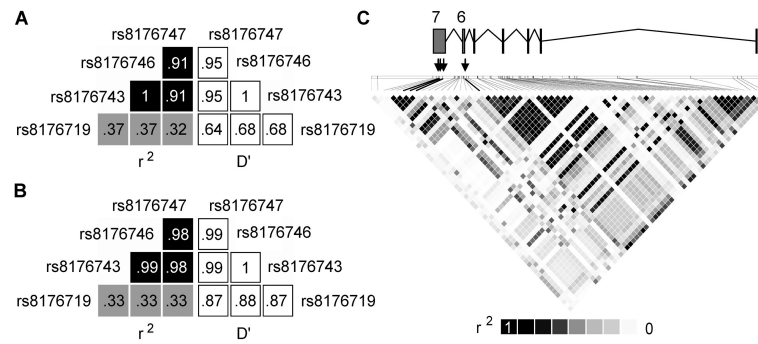 A
rs8176747 rs8176747
rs8176746 .91 .95 rs8176746
rs8176743 1 .91 .95 1 rs8176743
rs8176719 .37 .37 .32 .64 .68 .68 rs8176719
r 2 D'
B
rs8176747 rs8176747
rs8176746 .98 .99 rs8176746
rs8176743 .99 .98 .99 1 rs8176743
rs8176719 .33 .33 .33 .87 .88 .87 rs8176719
r 2 D'
C
7 6
r 2 1 0